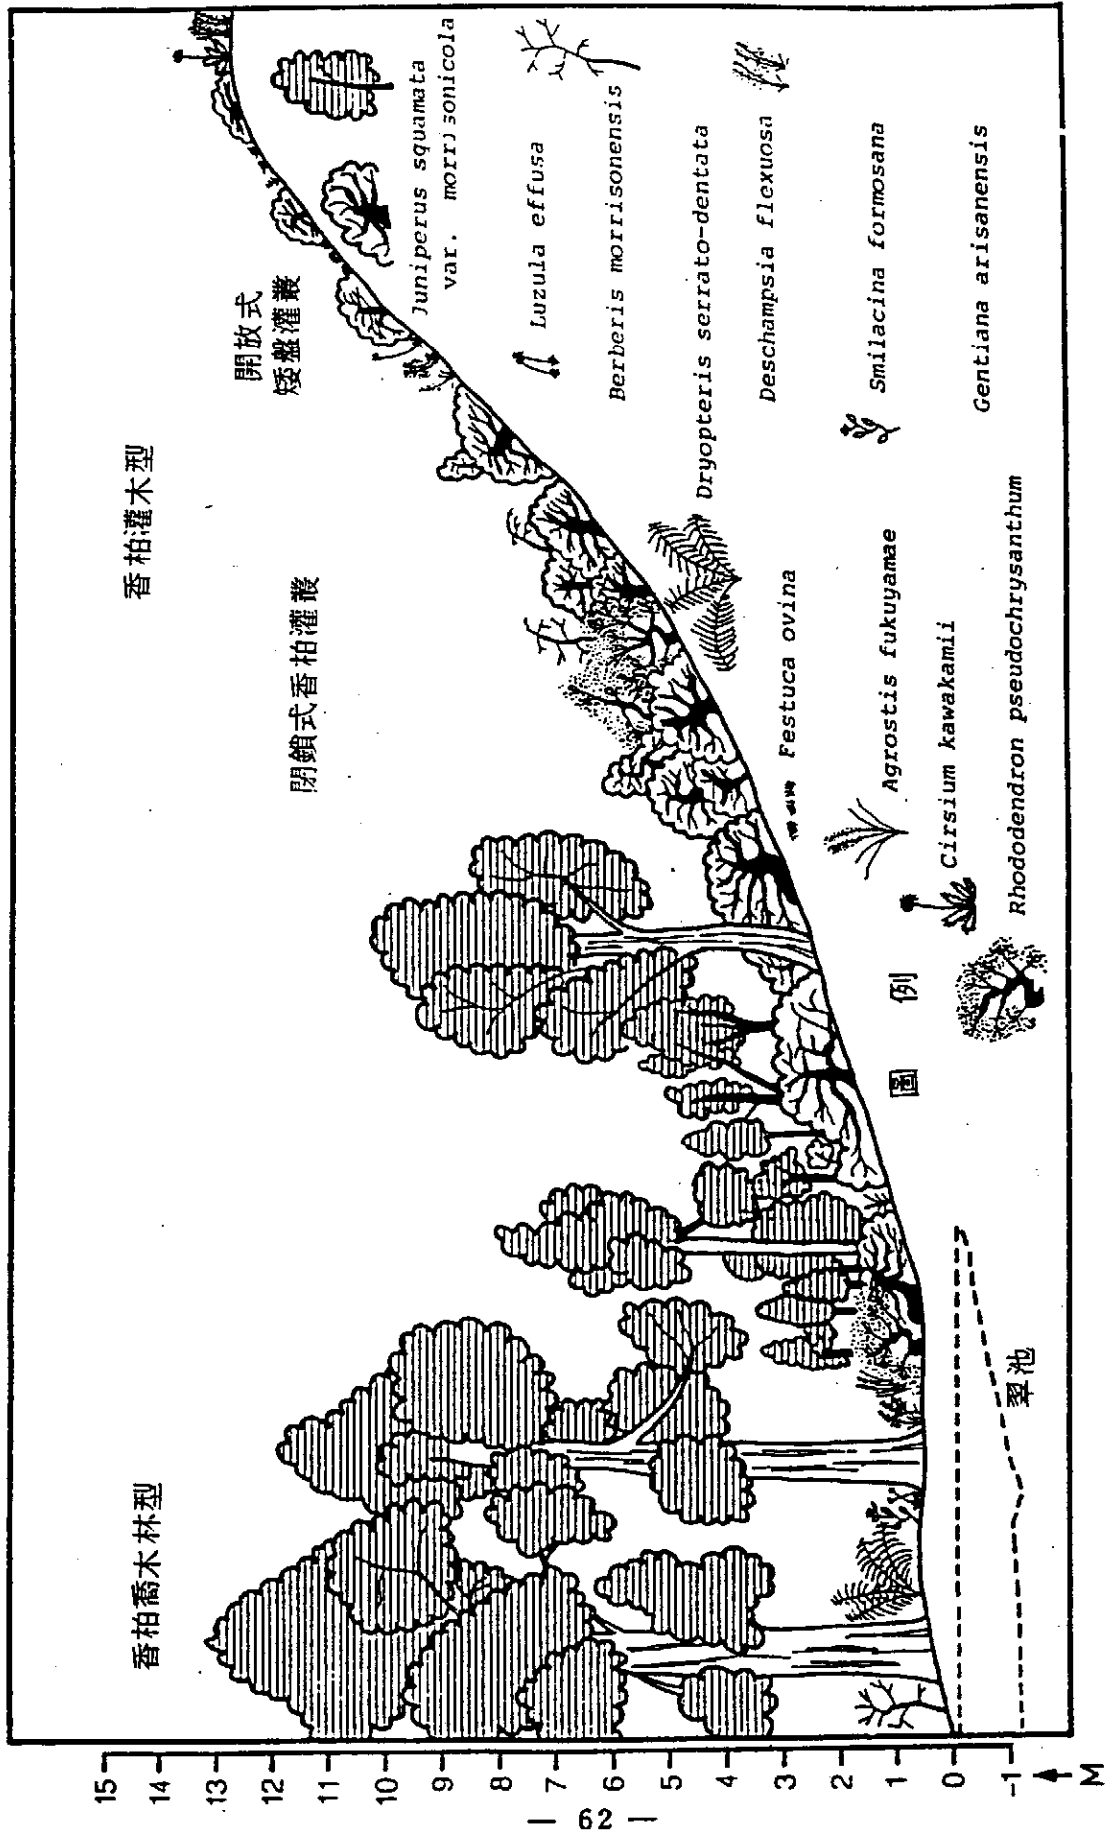 香柏灌木型
開放式
矮盤灌叢
閉鎖式香柏灌叢
香柏喬木林型
Juniperus squamata
var. morrisonicola
Luzula effusa
Berberis morrisonensis
Dryopteris serrato-dentata
Deschampsia flexuosa
Smilacina formosana
Gentiana arisanensis
Festuca ovina
Agrostis fukuyamae
Cirsium kawakamii
Rhododendron pseudochrysanthum
圖例
翠池
15
14
13
12
11
10
9
8
7
6
5
4
3
2
1
0
-1
M
— 62 —